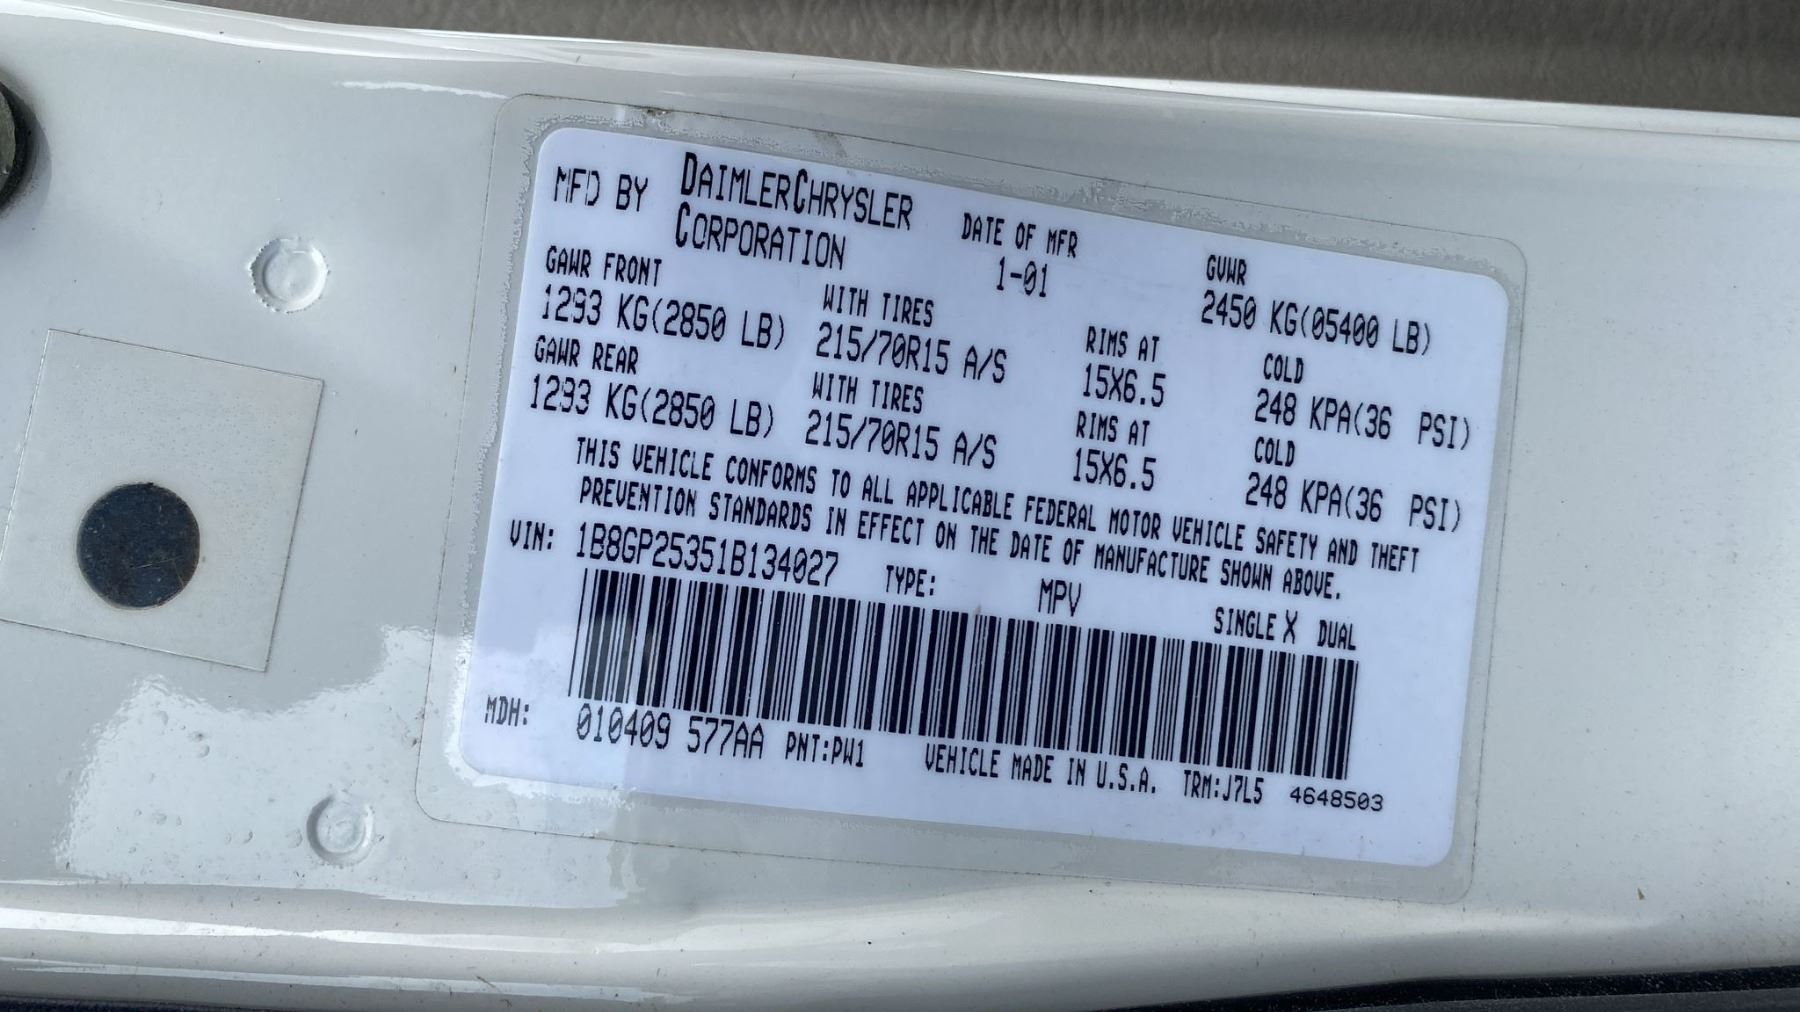 MFD BY DAIMLERCHRYSLER CORPORATION DATE OF MFR 1-01 GVWR 2450 KG(05400 LB)
GAWR FRONT WITH TIRES RIMS AT COLD
1293 KG(2850 LB) 215/70R15 A/S 15X6.5 248 KPA(36 PSI)
GAWR REAR WITH TIRES RIMS AT COLD
1293 KG(2850 LB) 215/70R15 A/S 15X6.5 248 KPA(36 PSI)
THIS VEHICLE CONFORMS TO ALL APPLICABLE FEDERAL MOTOR VEHICLE SAFETY AND THEFT
PREVENTION STANDARDS IN EFFECT ON THE DATE OF MANUFACTURE SHOWN ABOVE.
VIN: 1B8GP25351B134027 TYPE: MPV SINGLE X DUAL
MDH: 010409 577AA PNT:PW1 VEHICLE MADE IN U.S.A. TRM:J7L5 4648503